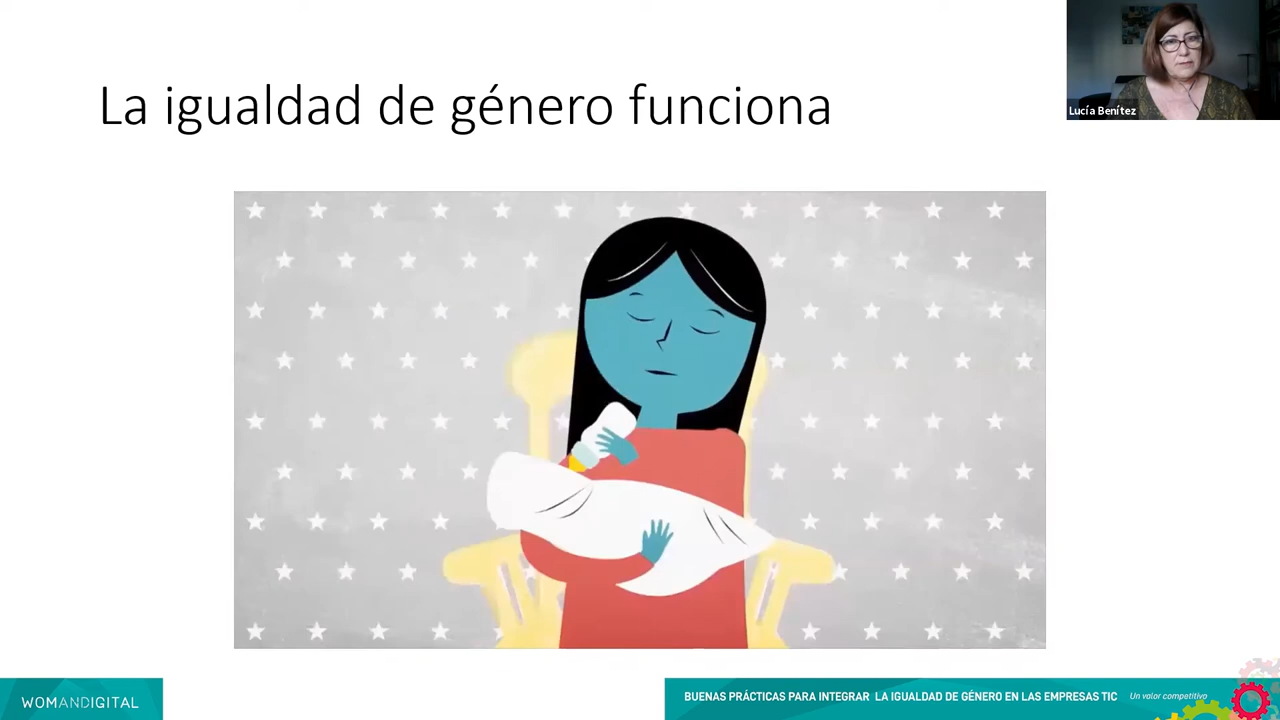 La igualdad de género funciona
Lucía Benítez
WOMANDIGITAL
BUENAS PRÁCTICAS PARA INTEGRAR LA IGUALDAD DE GÉNERO EN LAS EMPRESAS TIC Un valor competitivo